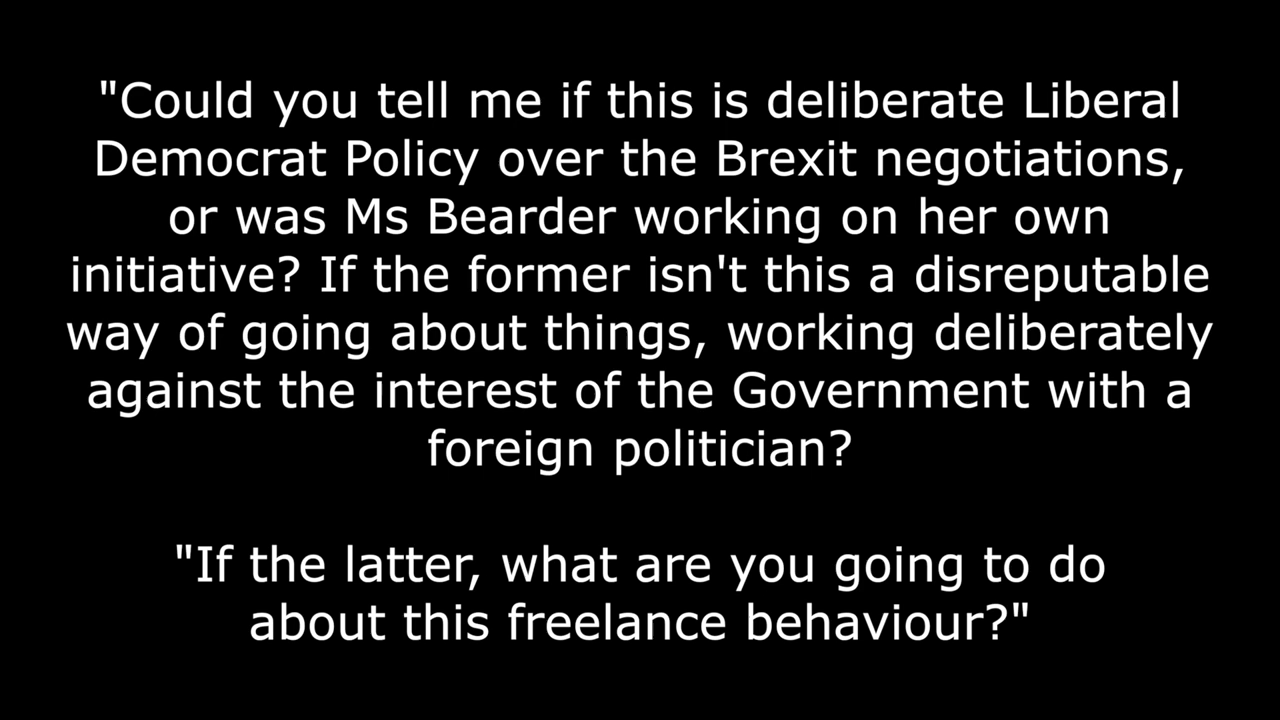 "Could you tell me if this is deliberate Liberal
Democrat Policy over the Brexit negotiations,
or was Ms Bearder working on her own
initiative? If the former isn't this a disreputable
way of going about things, working deliberately
against the interest of the Government with a
foreign politician?
"If the latter, what are you going to do
about this freelance behaviour?"